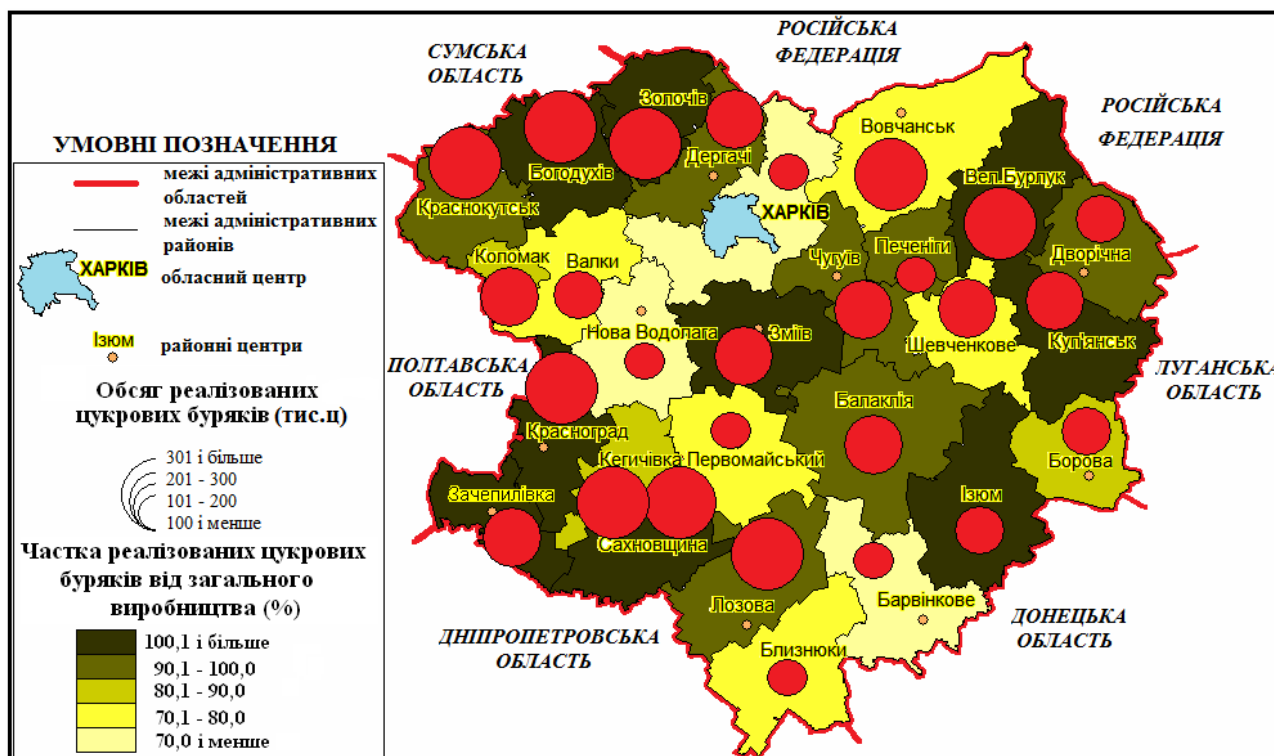 УМОВНІ ПОЗНАЧЕННЯ
межі адміністративних
областей
межі адміністративних
районів
ХАРКІВ
обласний центр
Ізюм
районні центри
Обсяг реалізованих
цукрових буряків (тис.ц)
301 і більше
201 - 300
101 - 200
100 і менше
Частка реалізованих цукрових
буряків від загального
виробництва (%)
100,1 і більше
90,1 - 100,0
80,1 - 90,0
70,1 - 80,0
70,0 і менше
СУМСЬКА
ОБЛАСТЬ
РОСІЙСЬКА
ФЕДЕРАЦІЯ
РОСІЙСЬКА
ФЕДЕРАЦІЯ
Золочів
Вовчанськ
Дергачі
Богодухів
Вел.Бурлук
Краснокутськ
ХАРКІВ
Печеніги
Дворічна
Коломак
Валки
Чугуїв
Нова Водолага
Зміїв
Шевченкове
Куп'янськ
ПОЛТАВСЬКА
ОБЛАСТЬ
ЛУГАНСЬКА
ОБЛАСТЬ
Балаклія
Красноград
Кегичівка
Первомайський
Борова
Зачепилівка
Ізюм
Сахновщина
Лозова
Барвінкове
ДНІПРОПЕТРОВСЬКА
ОБЛАСТЬ
ДОНЕЦЬКА
ОБЛАСТЬ
Близнюки